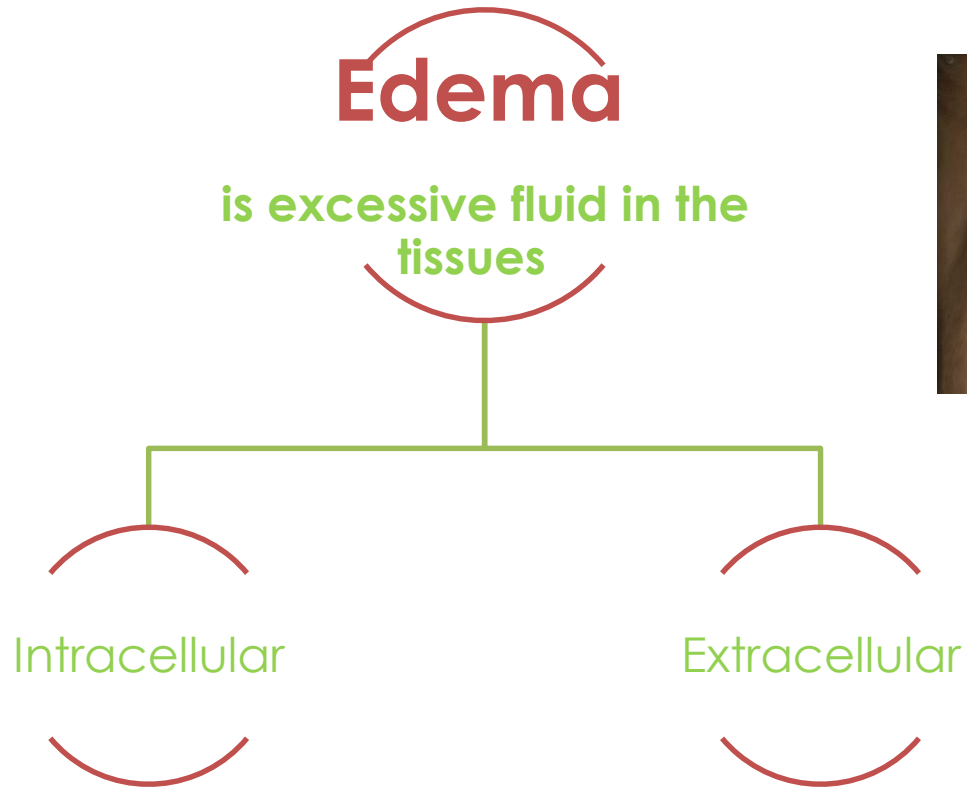 Edema
is excessive fluid in the
tissues
Intracellular
Extracellular